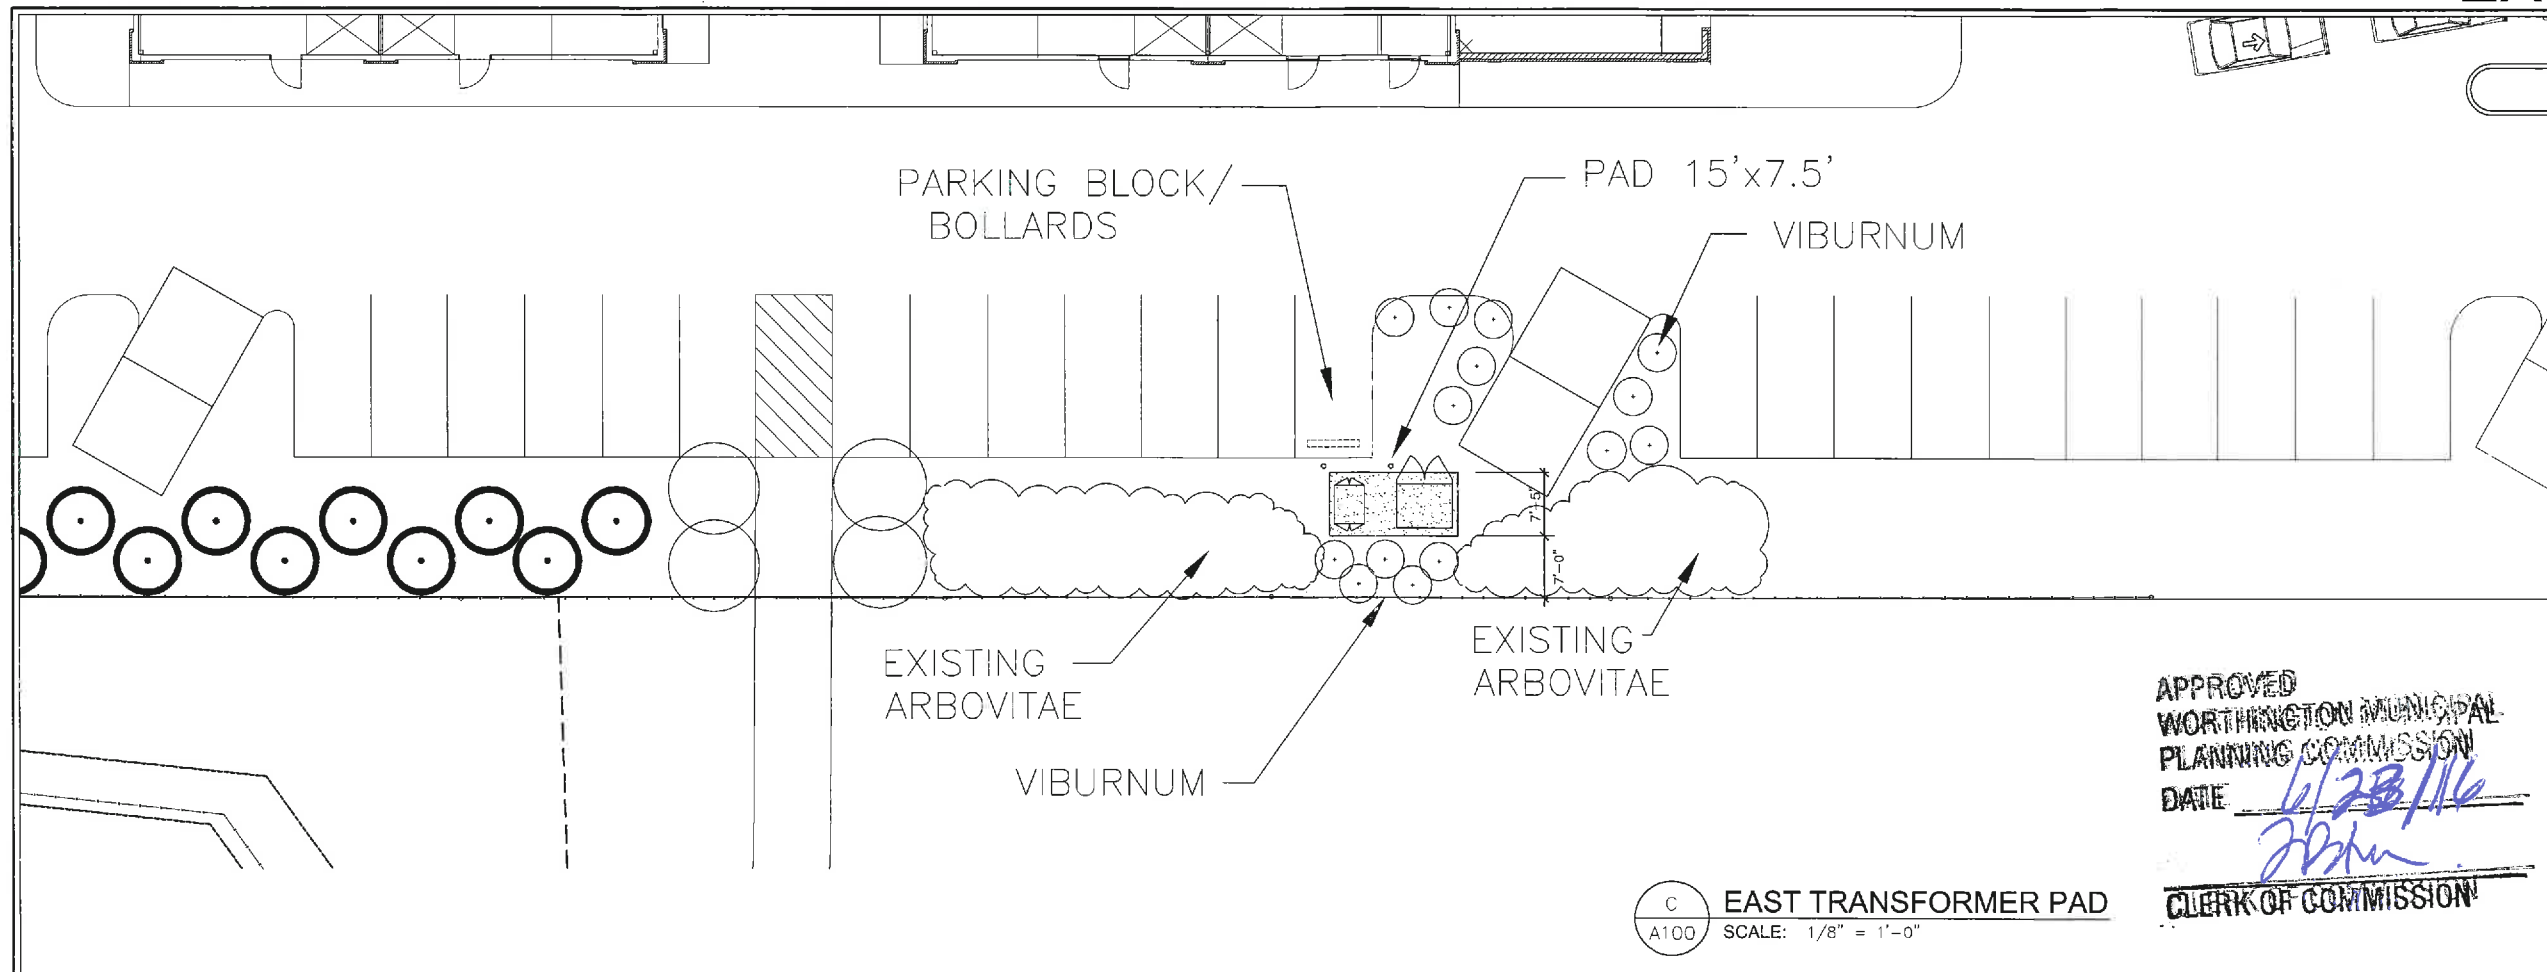 PARKING BLOCK/
BOLLARDS
PAD 15'x7.5'
VIBURNUM
7'-5"
7'-0"
EXISTING
ARBOVITAE
EXISTING
ARBOVITAE
VIBURNUM
APPROVED
WORTHINGTON MUNICIPAL
PLANNING COMMISSION
DATE 6/23/16
CLERK OF COMMISSION
C
A100
EAST TRANSFORMER PAD
SCALE: 1/8" = 1'-0"